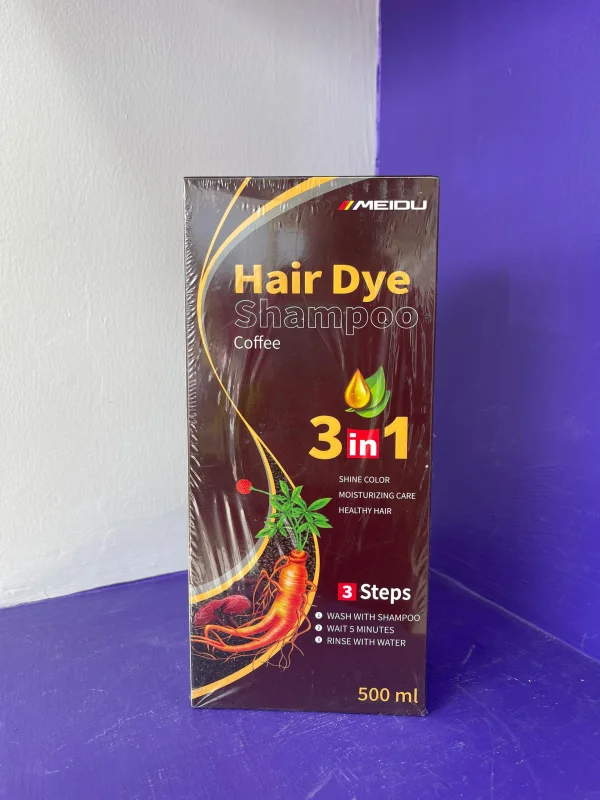 MEIDU
Hair Dye
Shampoo
Coffee
3 in 1
SHINE COLOR
MOISTURIZING CARE
HEALTHY HAIR
3 Steps
1 WASH WITH SHAMPOO
2 WAIT 5 MINUTES
3 RINSE WITH WATER
500 ml